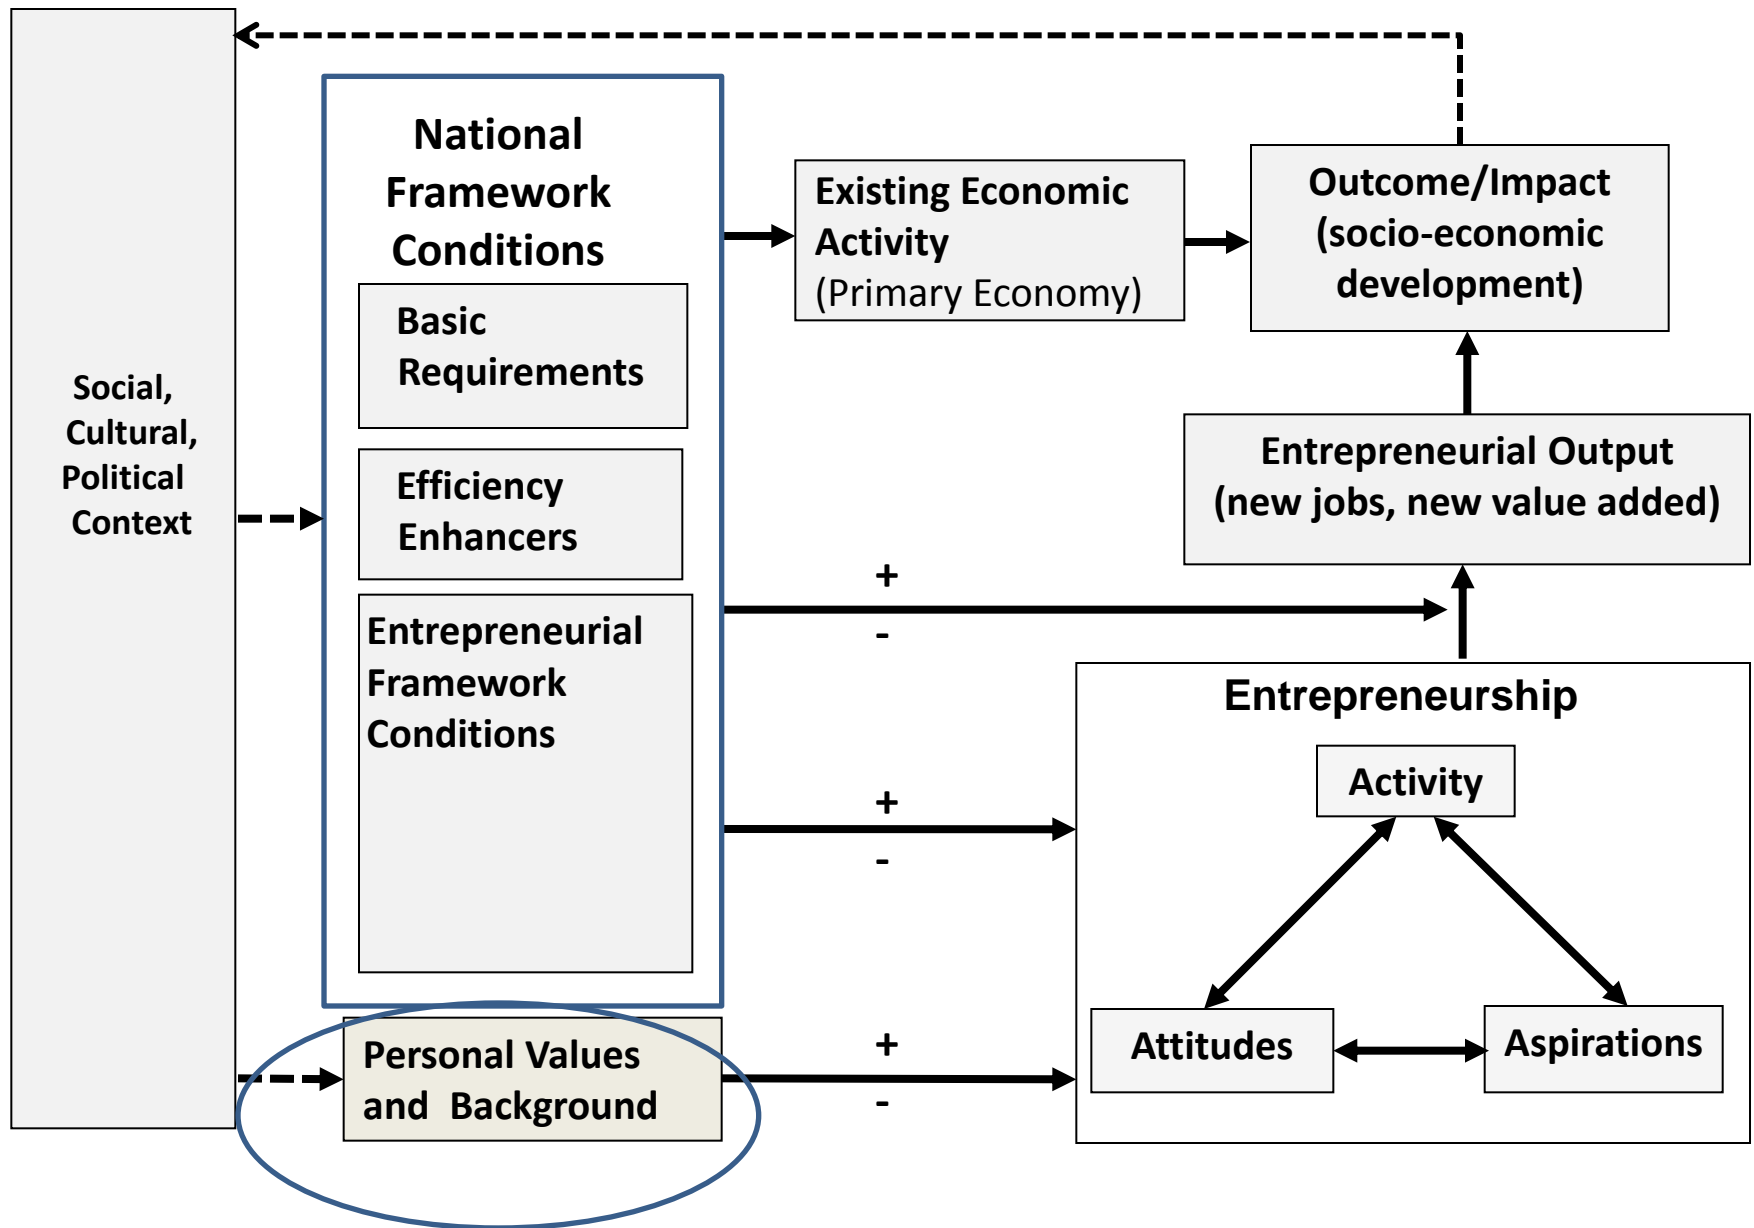 Social,
Cultural,
Political
Context
National
Framework
Conditions
Basic
Requirements
Efficiency
Enhancers
Entrepreneurial
Framework
Conditions
Personal Values
and Background
Existing Economic
Activity
(Primary Economy)
Outcome/Impact
(socio-economic
development)
Entrepreneurial Output
(new jobs, new value added)
+
-
+
-
+
-
Entrepreneurship
Activity
Attitudes
Aspirations